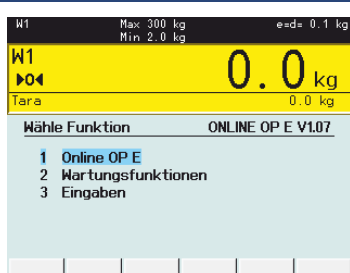 W1 Max 300 kg e=d= 0.1 kg
Min 2.0 kg
W1
▶0◀ 0.0 kg
Tara 0.0 kg
Wähle Funktion ONLINE OP E V1.07
1 Online OP E
2 Wartungsfunktionen
3 Eingaben